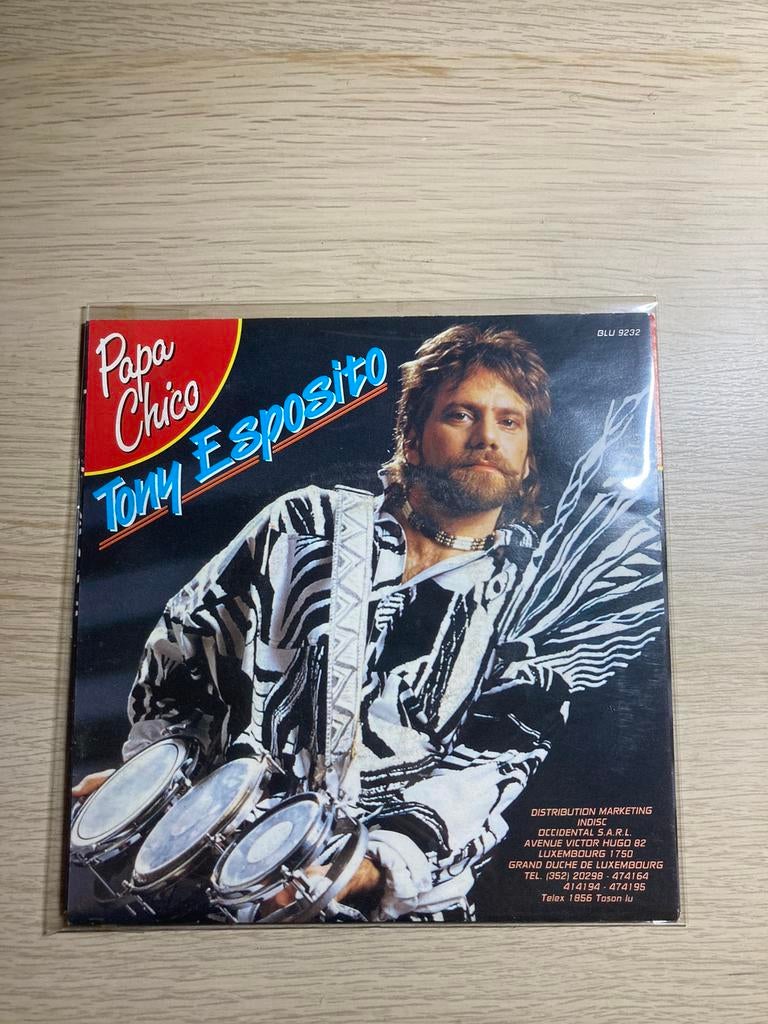 Papa
Chico
Tony Esposito
BLU 9232
DISTRIBUTION MARKETING
INDISC
OCCIDENTAL S.A.R.L.
AVENUE VICTOR HUGO 82
LUXEMBOURG 1750
GRAND DUCHE DE LUXEMBOURG
TEL. (352) 20298 - 474164
414194 - 474195
Telex 1856 Toson lu